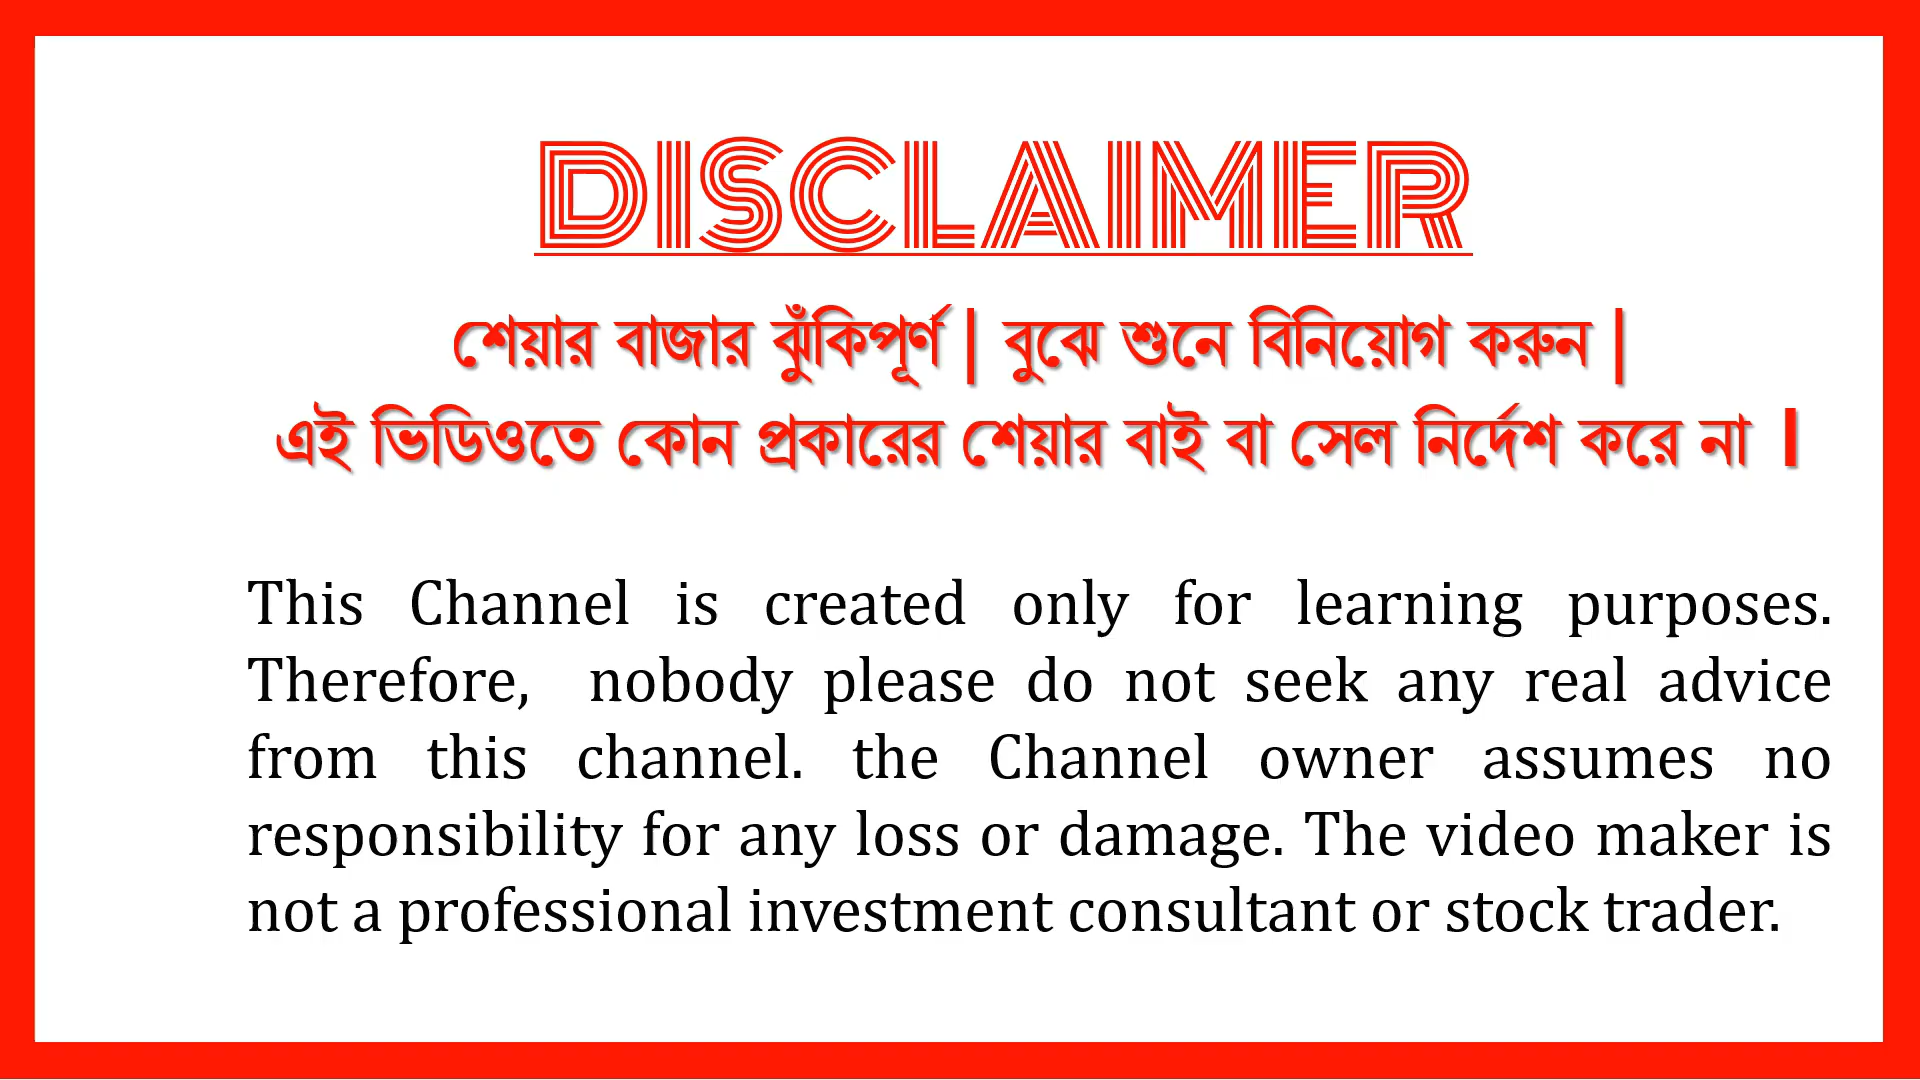 DISCLAIMER
শেয়ার বাজার ঝুঁকিপূর্ণ | বুঝে শুনে বিনিয়োগ করুন |
এই ভিডিওতে কোন প্রকারের শেয়ার বাই বা সেল নির্দেশ করে না ।
This Channel is created only for learning purposes.
Therefore, nobody please do not seek any real advice
from this channel. the Channel owner assumes no
responsibility for any loss or damage. The video maker is
not a professional investment consultant or stock trader.